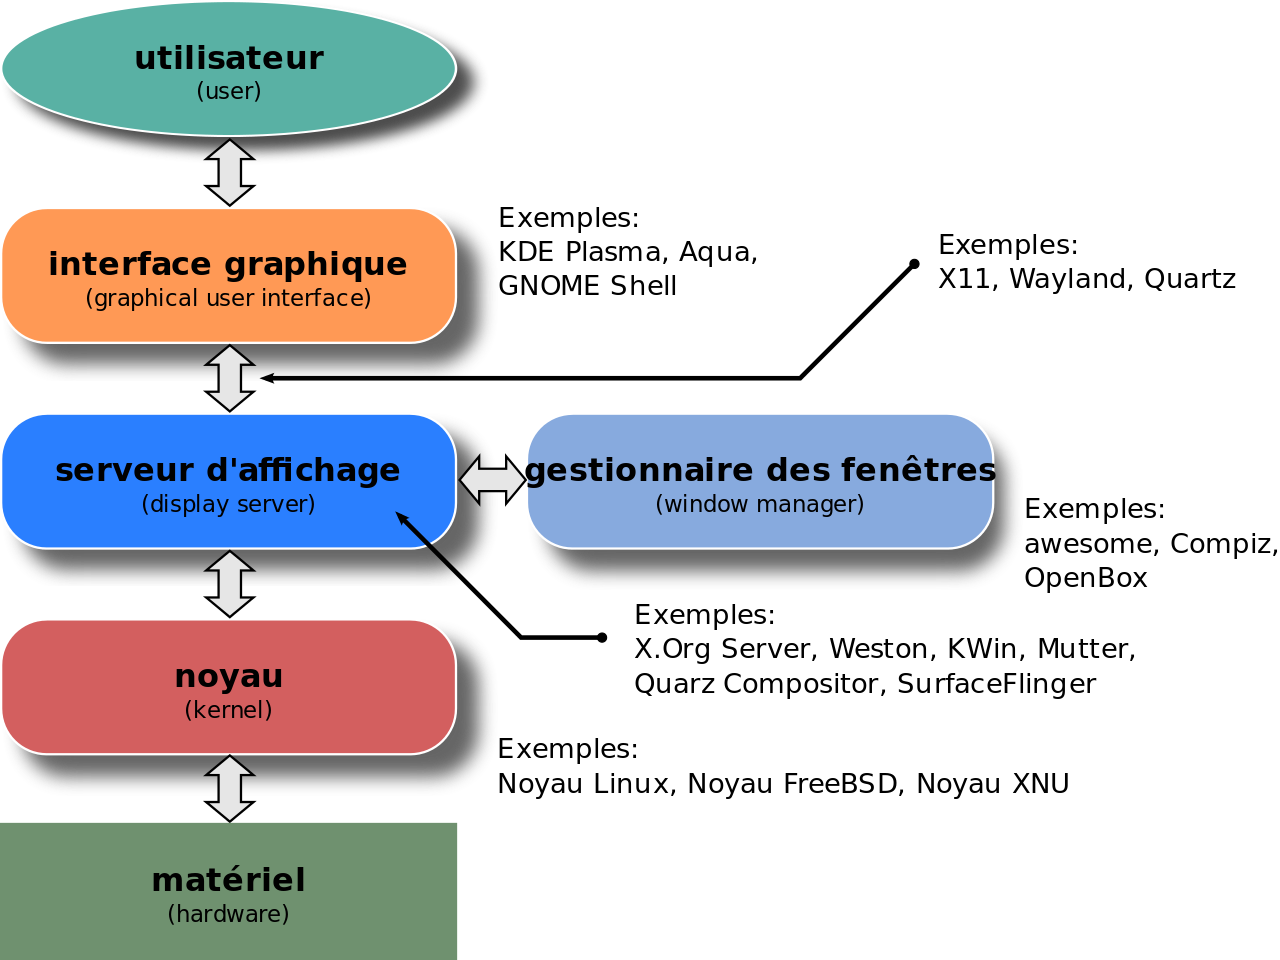 utilisateur
(user)
interface graphique
(graphical user interface)
Exemples:
KDE Plasma, Aqua,
GNOME Shell
Exemples:
X11, Wayland, Quartz
serveur d'affichage
(display server)
gestionnaire des fenêtres
(window manager)
Exemples:
awesome, Compiz,
OpenBox
Exemples:
X.Org Server, Weston, KWin, Mutter,
Quarz Compositor, SurfaceFlinger
noyau
(kernel)
Exemples:
Noyau Linux, Noyau FreeBSD, Noyau XNU
matériel
(hardware)